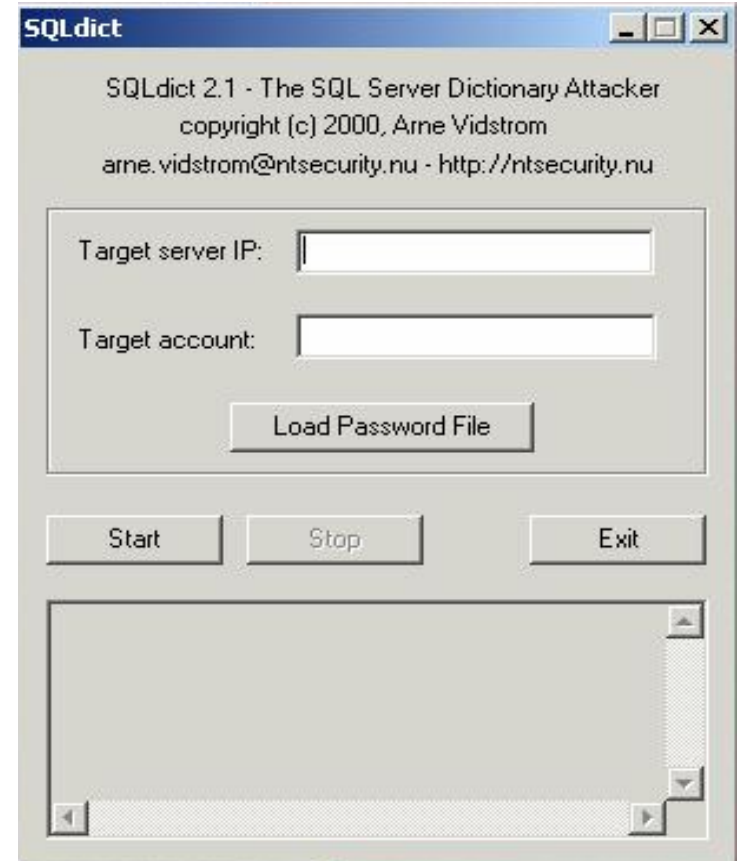 SQLdict
SQLdict 2.1 - The SQL Server Dictionary Attacker
copyright (c) 2000, Arne Vidstrom
arne.vidstrom@ntsecurity.nu - http://ntsecurity.nu
Target server IP:
Target account:
Load Password File
Start Stop Exit